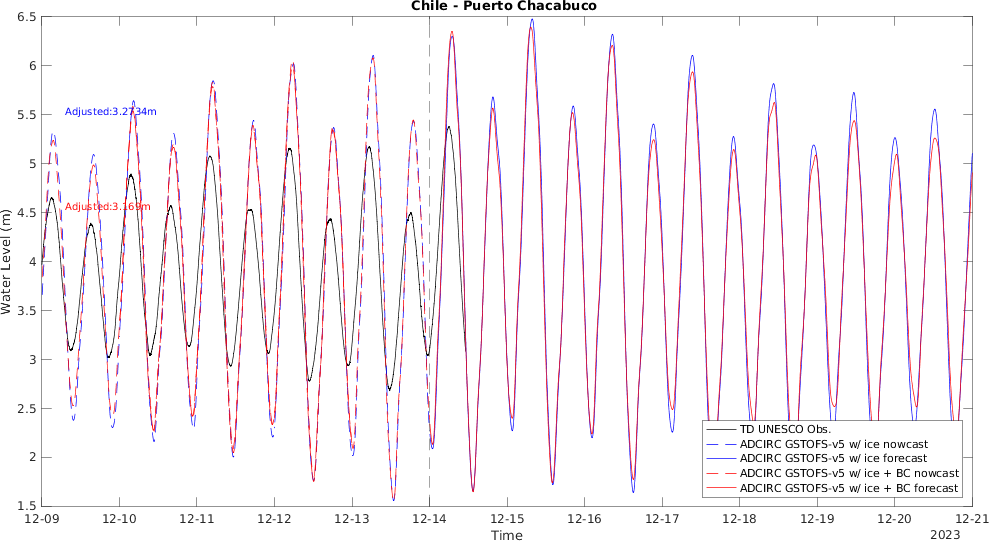 Chile - Puerto Chacabuco
6.5
6
5.5
5
4.5
4
3.5
3
2.5
2
1.5
Water Level (m)
Adjusted:3.2734m
Adjusted:3.169m
TD UNESCO Obs.
ADCIRC GSTOFS-v5 w/ ice nowcast
ADCIRC GSTOFS-v5 w/ ice forecast
ADCIRC GSTOFS-v5 w/ ice + BC nowcast
ADCIRC GSTOFS-v5 w/ ice + BC forecast
12-09 12-10 12-11 12-12 12-13 12-14 12-15 12-16 12-17 12-18 12-19 12-20 12-21
Time
2023